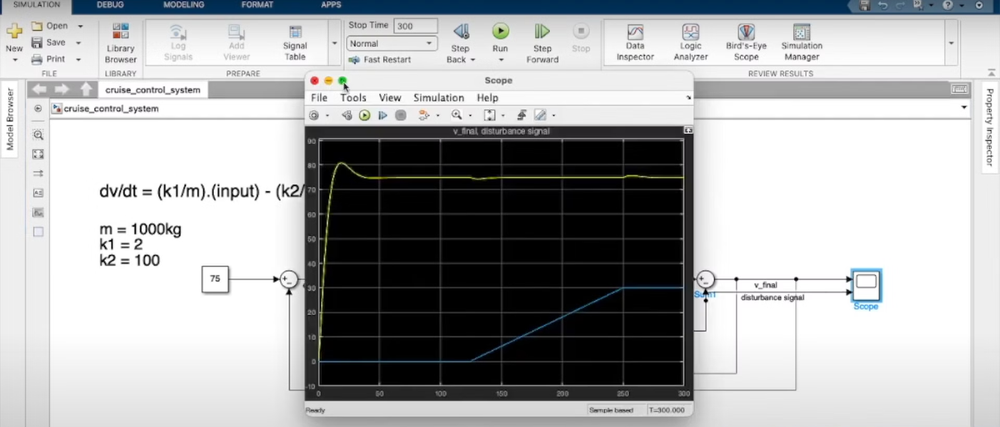 SIMULATION DEBUG MODELING FORMAT APPS
New
Open
Save
Print
FILE
Library
Browser
LIBRARY
Log
Signals
Add
Viewer
Signal
Table
PREPARE
Stop Time 300
Normal
Fast Restart
Step
Back
Run
Step
Forward
Stop
Data
Inspector
Logic
Analyzer
Bird's-Eye
Scope
Simulation
Manager
REVIEW RESULTS
Model Browser
cruise_control_system
cruise_control_system
Property Inspector
dv/dt = (k1/m).(input) - (k2/
m = 1000kg
k1 = 2
k2 = 100
75
Scope
File Tools View Simulation Help
v_final, disturbance signal
90
80
70
60
50
40
30
20
10
0
-10
0 50 100 150 200 250 300
Ready
Sample based
T=300.000
Sum1
v_final
disturbance signal
Scope